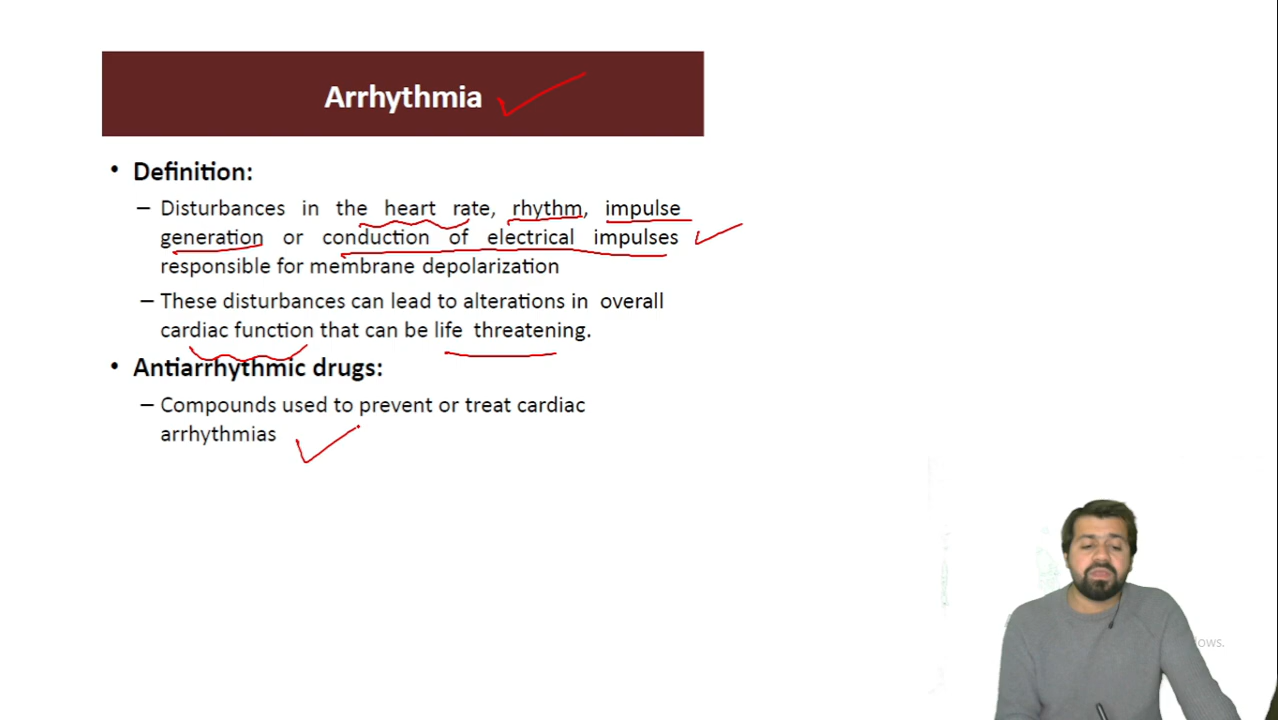 Arrhythmia
• Definition:
– Disturbances in the heart rate, rhythm, impulse
generation or conduction of electrical impulses
responsible for membrane depolarization
– These disturbances can lead to alterations in overall
cardiac function that can be life threatening.
• Antiarrhythmic drugs:
– Compounds used to prevent or treat cardiac
arrhythmias